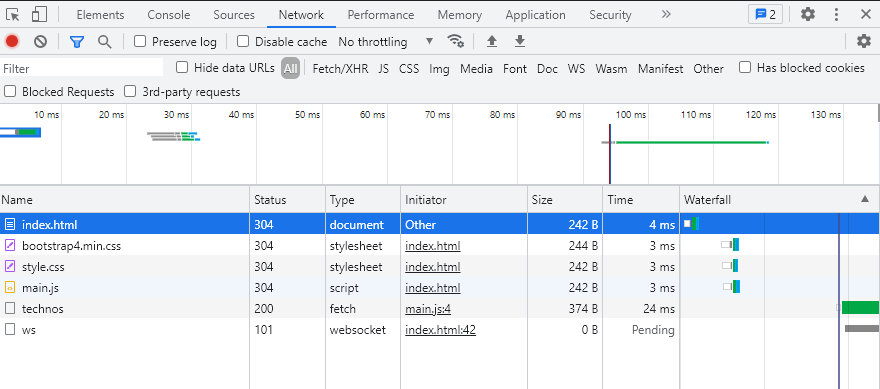 Elements Console Sources Network Performance Memory Application Security » 2
Preserve log Disable cache No throttling
Filter Hide data URLs All Fetch/XHR JS CSS Img Media Font Doc WS Wasm Manifest Other Has blocked cookies
Blocked Requests 3rd-party requests
10 ms 20 ms 30 ms 40 ms 50 ms 60 ms 70 ms 80 ms 90 ms 100 ms 110 ms 120 ms 130 ms
Name Status Type Initiator Size Time Waterfall
index.html 304 document Other 242 B 4 ms
bootstrap4.min.css 304 stylesheet index.html 244 B 3 ms
style.css 304 stylesheet index.html 242 B 3 ms
main.js 304 script index.html 242 B 3 ms
technos 200 fetch main.js:4 374 B 24 ms
ws 101 websocket index.html:42 0 B Pending